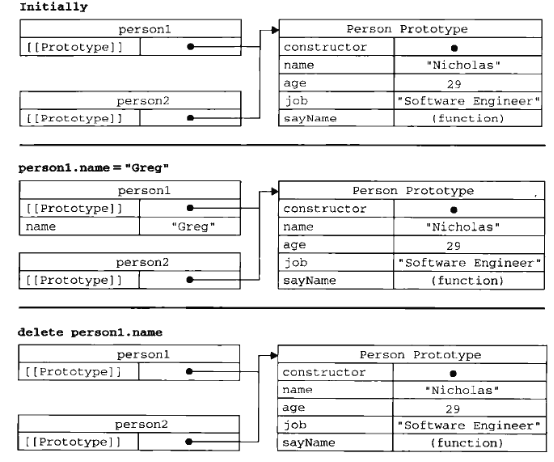 Initially
person1
[[Prototype]]
person2
[[Prototype]]
Person Prototype
constructor
name "Nicholas"
age 29
job "Software Engineer"
sayName (function)
person1.name = "Greg"
person1
[[Prototype]]
name "Greg"
person2
[[Prototype]]
Person Prototype
constructor
name "Nicholas"
age 29
job "Software Engineer"
sayName (function)
delete person1.name
person1
[[Prototype]]
person2
[[Prototype]]
Person Prototype
constructor
name "Nicholas"
age 29
job "Software Engineer"
sayName (function)